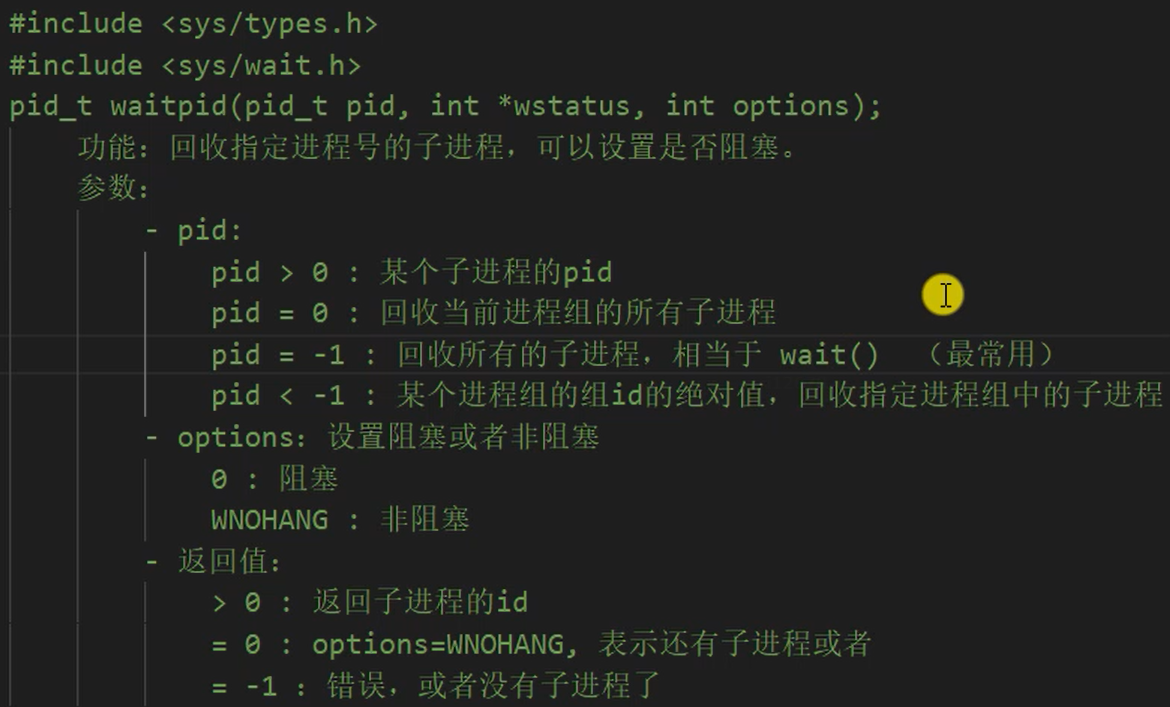 #include <sys/types.h>
#include <sys/wait.h>
pid_t waitpid(pid_t pid, int *wstatus, int options);
功能：回收指定进程号的子进程，可以设置是否阻塞。
参数：
- pid:
pid > 0 : 某个子进程的pid
pid = 0 : 回收当前进程组的所有子进程
pid = -1 : 回收所有的子进程，相当于 wait() （最常用）
pid < -1 : 某个进程组的组id的绝对值，回收指定进程组中的子进程
- options：设置阻塞或者非阻塞
0 : 阻塞
WNOHANG : 非阻塞
- 返回值：
> 0 : 返回子进程的id
= 0 : options=WNOHANG, 表示还有子进程或者
= -1 : 错误，或者没有子进程了